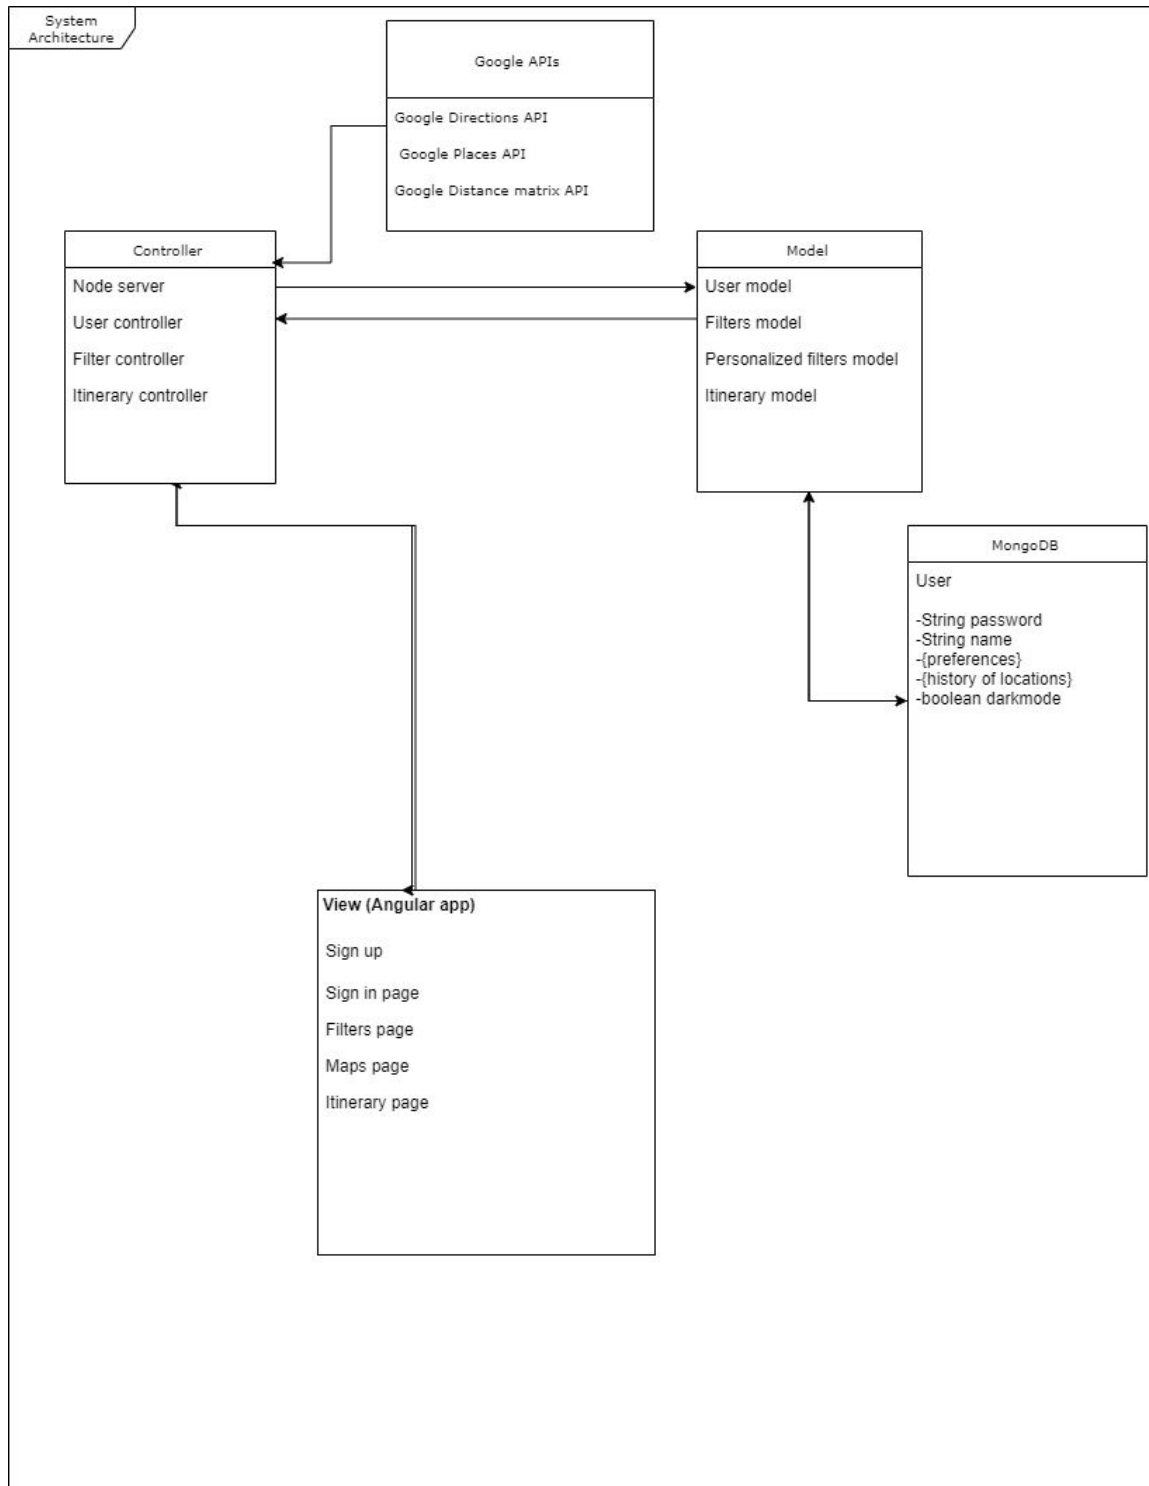 System
Architecture
Google APIs
Google Directions API
Google Places API
Google Distance matrix API
Controller
Node server
User controller
Filter controller
Itinerary controller
Model
User model
Filters model
Personalized filters model
Itinerary model
MongoDB
User
-String password
-String name
-{preferences}
-{history of locations}
-boolean darkmode
View (Angular app)
Sign up
Sign in page
Filters page
Maps page
Itinerary page